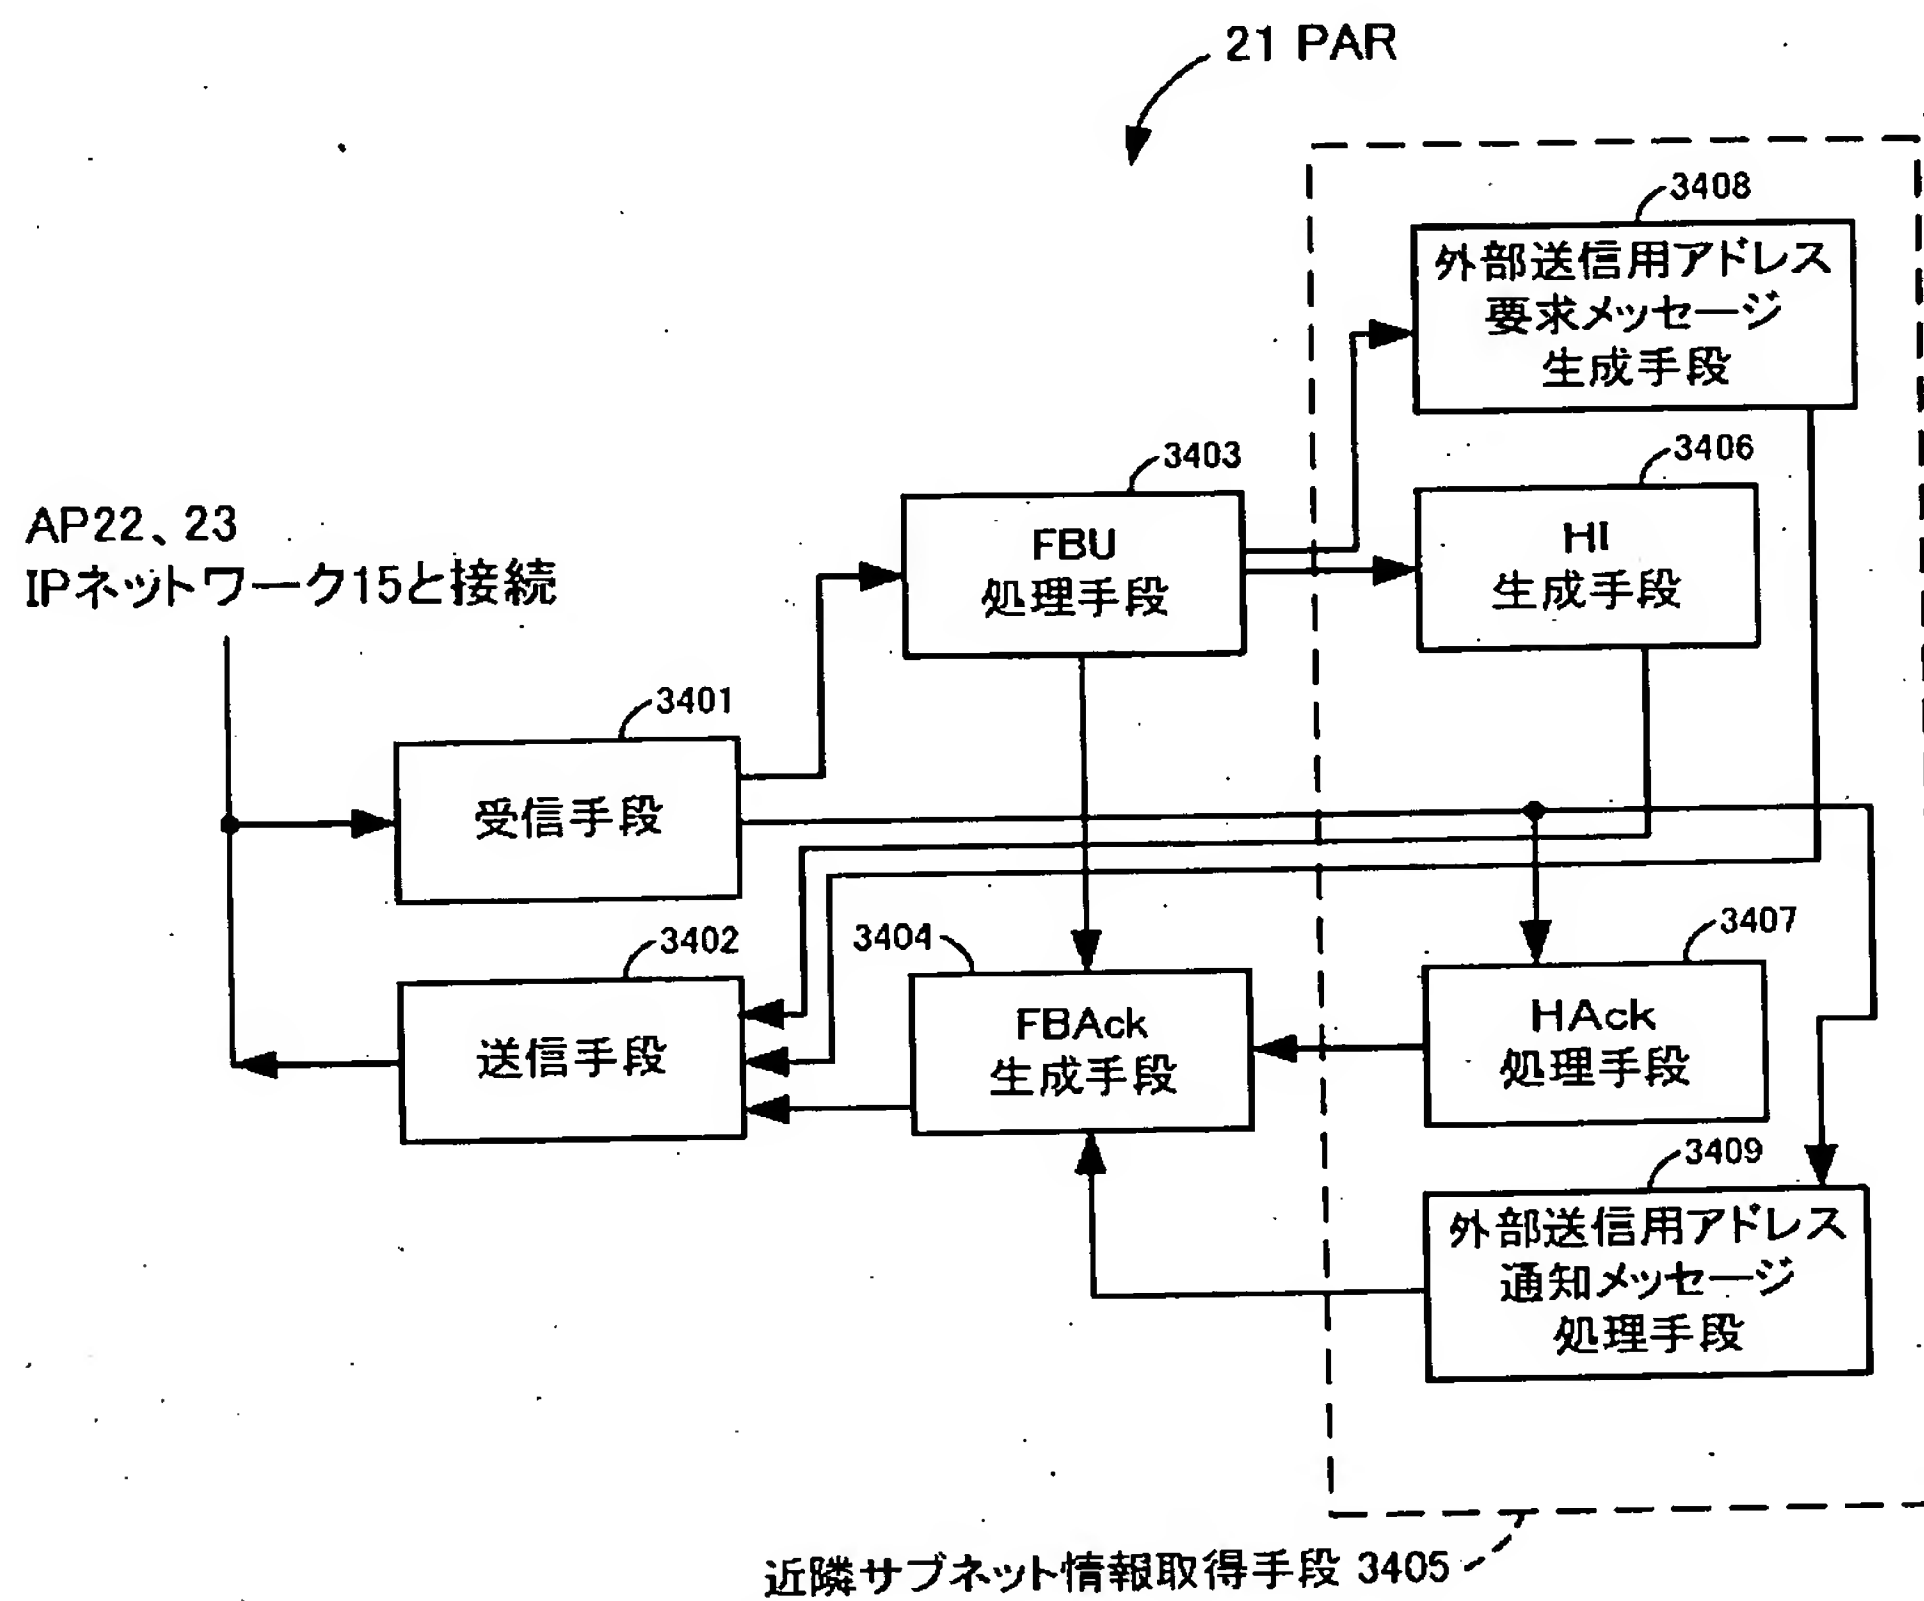 21 PAR
3408
外部送信用アドレス
要求メッセージ
生成手段
3403
3406
AP22、23
IPネットワーク15と接続
FBU
処理手段
HI
生成手段
3401
受信手段
3402
3404
3407
送信手段
FBAck
生成手段
HAck
処理手段
3409
外部送信用アドレス
通知メッセージ
処理手段
近隣サブネット情報取得手段 3405